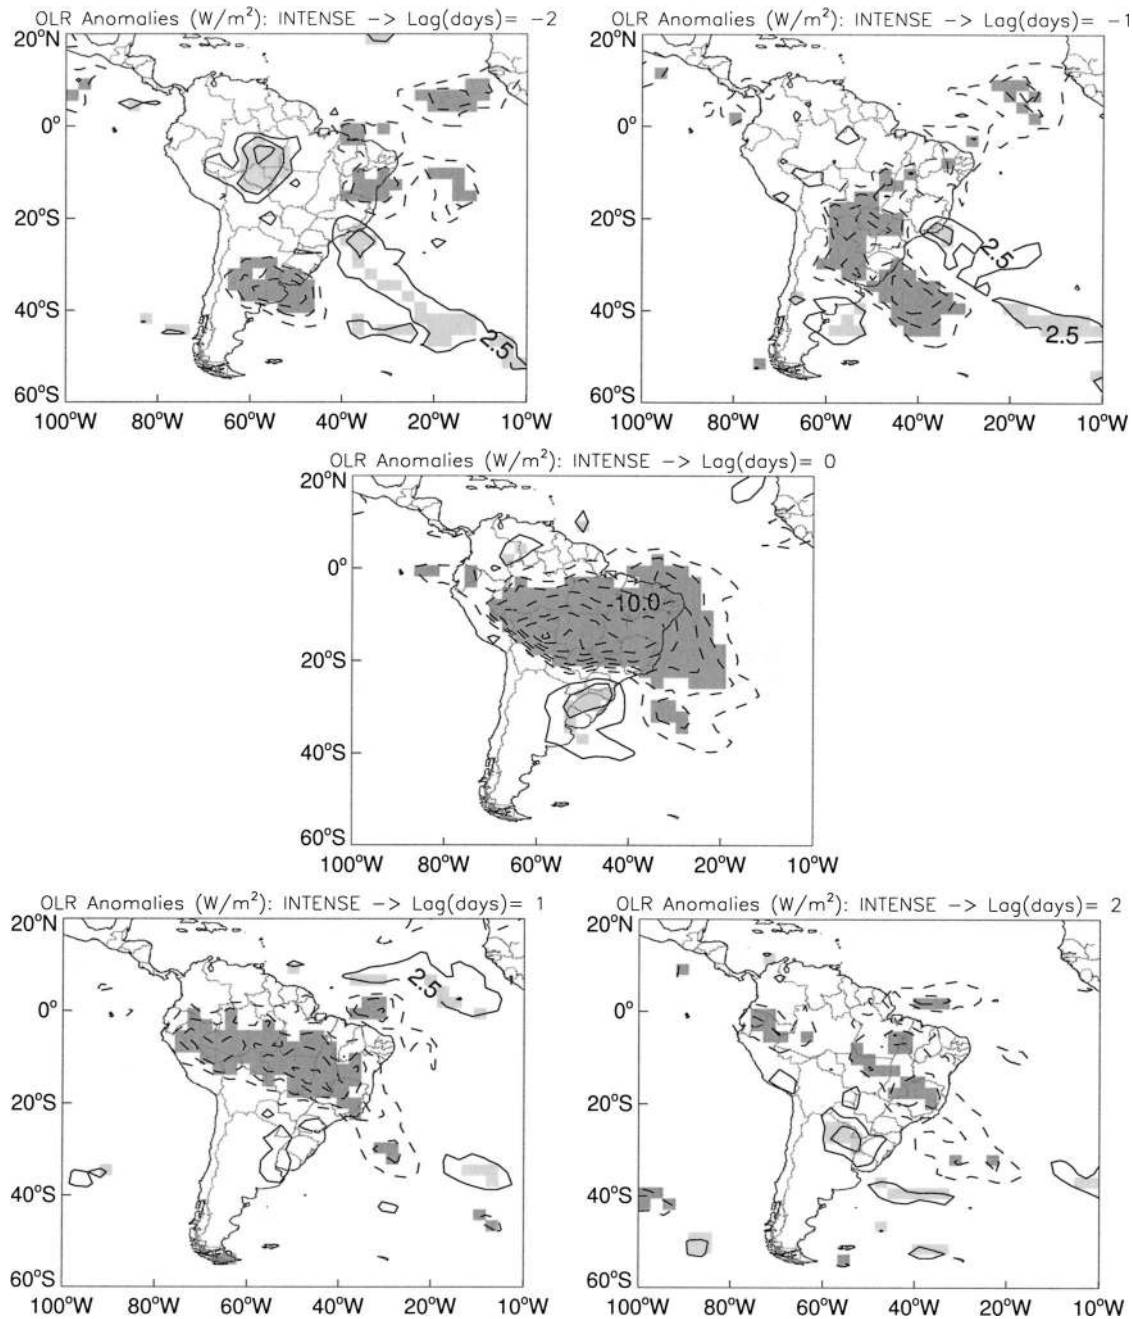 OLR Anomalies (W/m²): INTENSE -> Lag(days)= -2
20°N
0°
20°S
40°S
60°S
2.5
100°W 80°W 60°W 40°W 20°W 10°W
OLR Anomalies (W/m²): INTENSE -> Lag(days)= -1
20°N
0°
20°S
40°S
60°S
2.5
2.5
100°W 80°W 60°W 40°W 20°W 10°W
OLR Anomalies (W/m²): INTENSE -> Lag(days)= 0
20°N
0°
20°S
40°S
60°S
-10.0
100°W 80°W 60°W 40°W 20°W 10°W
OLR Anomalies (W/m²): INTENSE -> Lag(days)= 1
20°N
0°
20°S
40°S
60°S
2.5
100°W 80°W 60°W 40°W 20°W 10°W
OLR Anomalies (W/m²): INTENSE -> Lag(days)= 2
20°N
0°
20°S
40°S
60°S
100°W 80°W 60°W 40°W 20°W 10°W